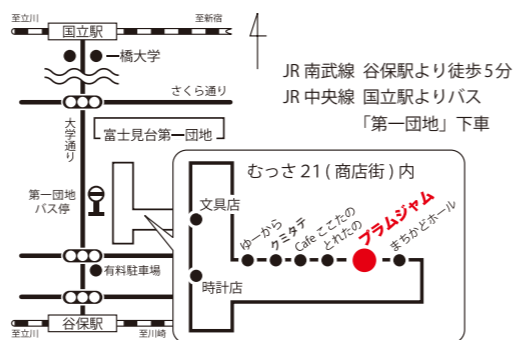 至立川
至新宿
国立駅
一橋大学
JR 南武線 谷保駅より徒歩5分
JR 中央線 国立駅よりバス
「第一団地」下車
さくら通り
大学通り
富士見台第一団地
むっさ21(商店街)内
第一団地
バス停
文具店
ゆーから
クミタテ
Cafe ここたの
とれたの
プラムジャム
まちかどホール
有料駐車場
時計店
谷保駅
至立川
至川崎